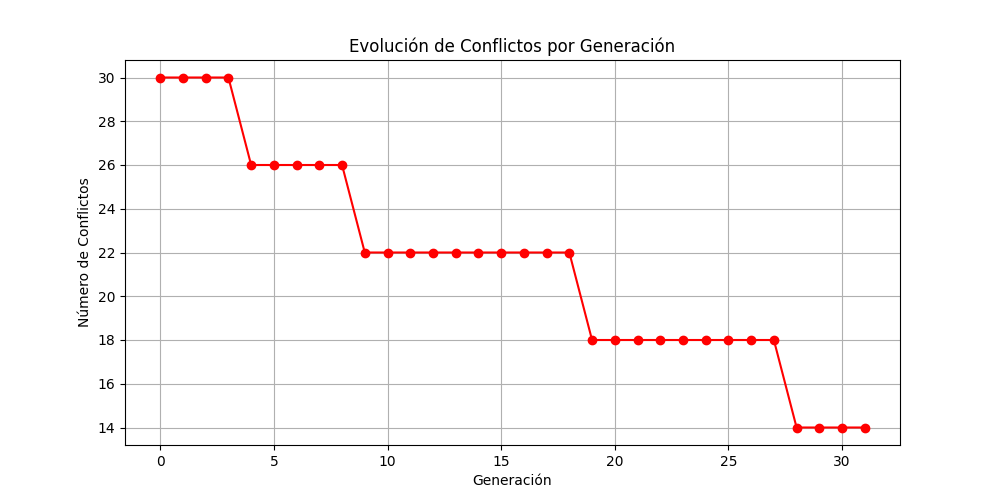 Evolución de Conflictos por Generación
30
28
26
24
22
20
18
16
14
Número de Conflictos
0 5 10 15 20 25 30
Generación